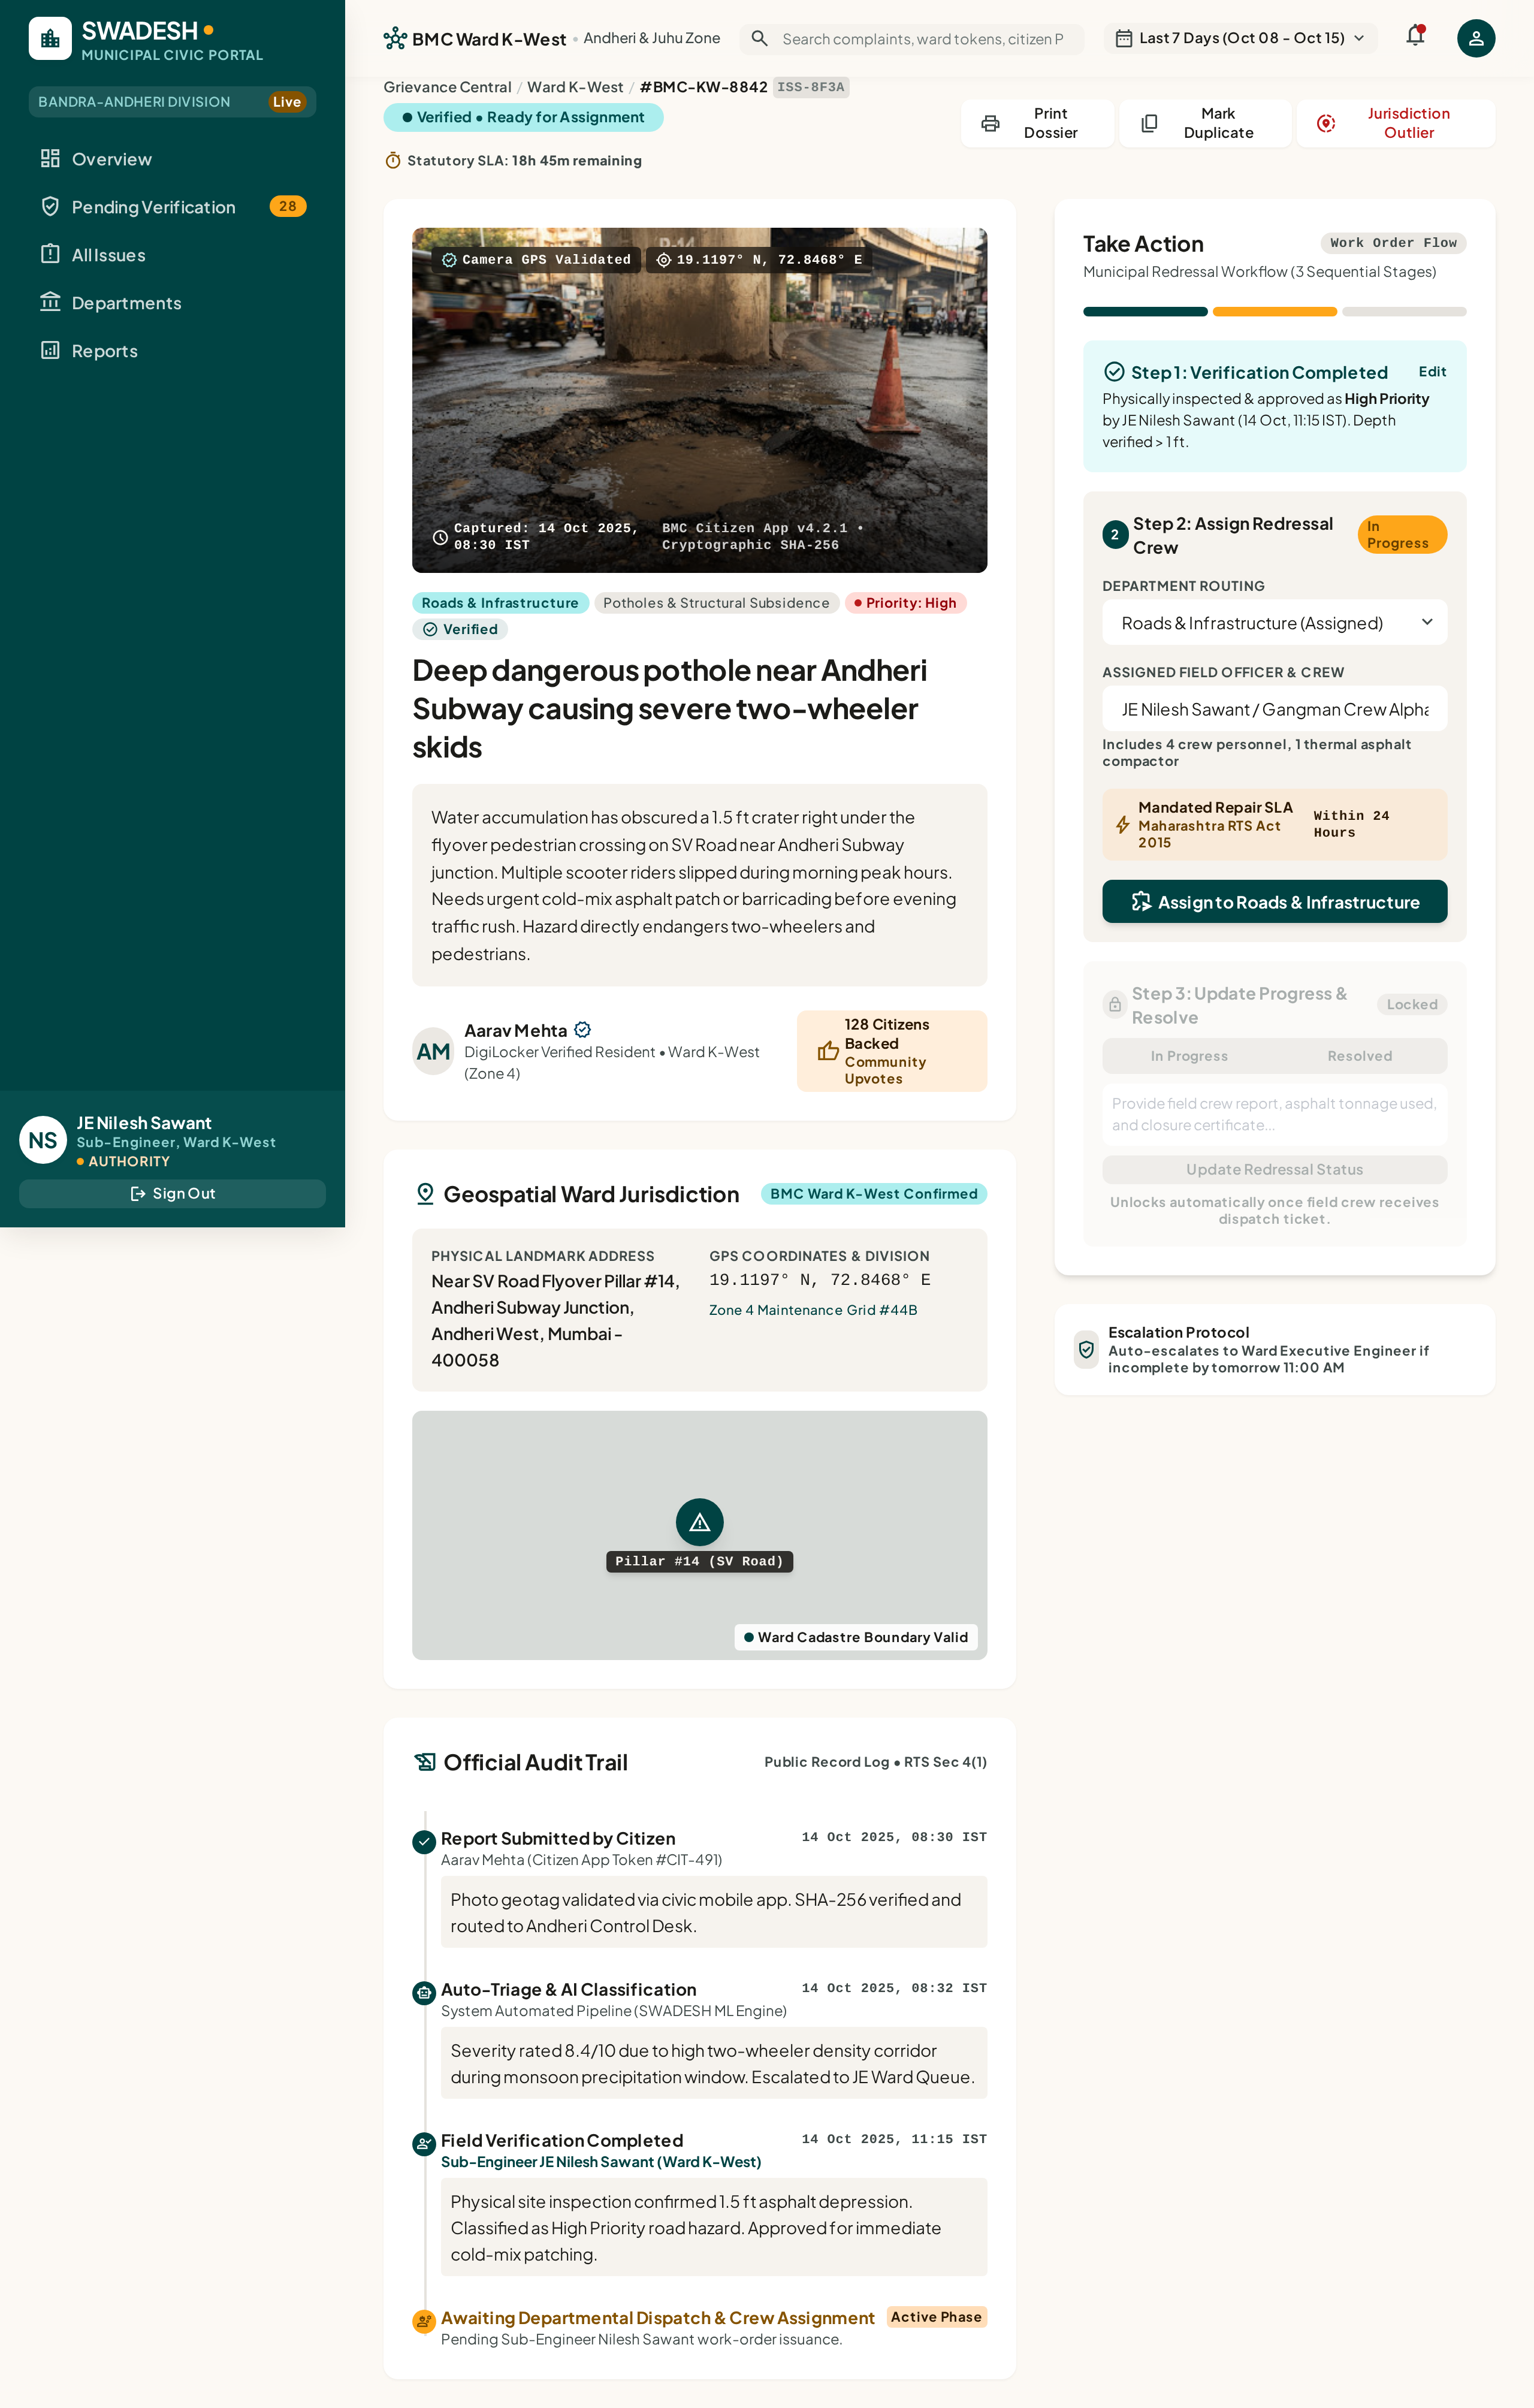 SWADESH
MUNICIPAL CIVIC PORTAL
BANDRA-ANDHERI DIVISION
Live
Overview
Pending Verification
28
All Issues
Departments
Reports
NS
JE Nilesh Sawant
Sub-Engineer, Ward K-West
AUTHORITY
Sign Out
BMC Ward K-West • Andheri & Juhu Zone
Search complaints, ward tokens, citizen P
Last 7 Days (Oct 08 - Oct 15)
Grievance Central / Ward K-West / #BMC-KW-8842 ISS-8F3A
Verified • Ready for Assignment
Statutory SLA: 18h 45m remaining
Print
Dossier
Mark
Duplicate
Jurisdiction
Outlier
P-14
Camera GPS Validated
19.1197° N, 72.8468° E
Captured: 14 Oct 2025,
08:30 IST
BMC Citizen App v4.2.1 •
Cryptographic SHA-256
Roads & Infrastructure
Potholes & Structural Subsidence
Priority: High
Verified
Deep dangerous pothole near Andheri
Subway causing severe two-wheeler
skids
Water accumulation has obscured a 1.5 ft crater right under the
flyover pedestrian crossing on SV Road near Andheri Subway
junction. Multiple scooter riders slipped during morning peak hours.
Needs urgent cold-mix asphalt patch or barricading before evening
traffic rush. Hazard directly endangers two-wheelers and
pedestrians.
AM
Aarav Mehta
DigiLocker Verified Resident • Ward K-West
(Zone 4)
128 Citizens
Backed
Community
Upvotes
Geospatial Ward Jurisdiction
BMC Ward K-West Confirmed
PHYSICAL LANDMARK ADDRESS
Near SV Road Flyover Pillar #14,
Andheri Subway Junction,
Andheri West, Mumbai -
400058
GPS COORDINATES & DIVISION
19.1197° N, 72.8468° E
Zone 4 Maintenance Grid #44B
Pillar #14 (SV Road)
Ward Cadastre Boundary Valid
Official Audit Trail
Public Record Log • RTS Sec 4(1)
Report Submitted by Citizen
14 Oct 2025, 08:30 IST
Aarav Mehta (Citizen App Token #CIT-491)
Photo geotag validated via civic mobile app. SHA-256 verified and
routed to Andheri Control Desk.
Auto-Triage & AI Classification
14 Oct 2025, 08:32 IST
System Automated Pipeline (SWADESH ML Engine)
Severity rated 8.4/10 due to high two-wheeler density corridor
during monsoon precipitation window. Escalated to JE Ward Queue.
Field Verification Completed
14 Oct 2025, 11:15 IST
Sub-Engineer JE Nilesh Sawant (Ward K-West)
Physical site inspection confirmed 1.5 ft asphalt depression.
Classified as High Priority road hazard. Approved for immediate
cold-mix patching.
Awaiting Departmental Dispatch & Crew Assignment
Active Phase
Pending Sub-Engineer Nilesh Sawant work-order issuance.
Take Action
Work Order Flow
Municipal Redressal Workflow (3 Sequential Stages)
Step 1: Verification Completed
Edit
Physically inspected & approved as High Priority
by JE Nilesh Sawant (14 Oct, 11:15 IST). Depth
verified > 1 ft.
2
Step 2: Assign Redressal
Crew
In
Progress
DEPARTMENT ROUTING
Roads & Infrastructure (Assigned)
ASSIGNED FIELD OFFICER & CREW
JE Nilesh Sawant / Gangman Crew Alpha
Includes 4 crew personnel, 1 thermal asphalt
compactor
Mandated Repair SLA
Maharashtra RTS Act
2015
Within 24
Hours
Assign to Roads & Infrastructure
Step 3: Update Progress &
Resolve
Locked
In Progress
Resolved
Provide field crew report, asphalt tonnage used,
and closure certificate...
Update Redressal Status
Unlocks automatically once field crew receives
dispatch ticket.
Escalation Protocol
Auto-escalates to Ward Executive Engineer if
incomplete by tomorrow 11:00 AM